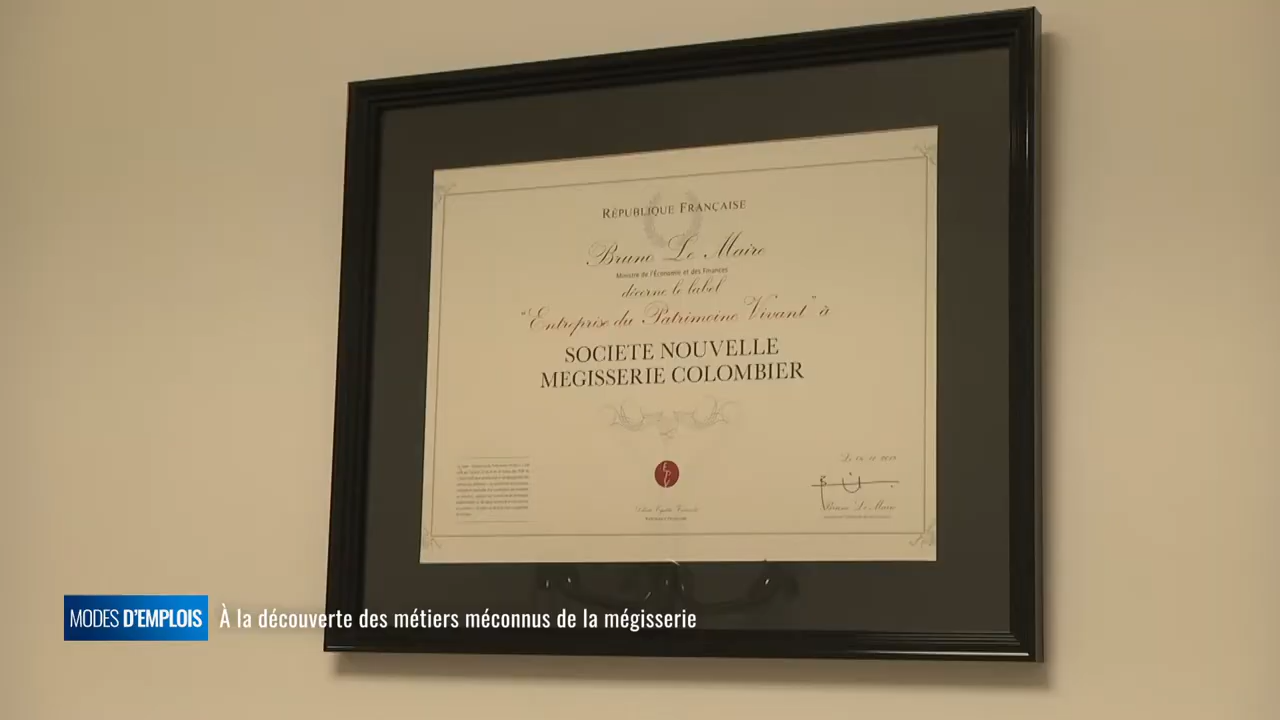 RÉPUBLIQUE FRANÇAISE
Bruno Le Maire
Ministre de l'Économie et des Finances
décerne le label
"Entreprise du Patrimoine Vivant" à
SOCIETE NOUVELLE
MEGISSERIE COLOMBIER
Bruno Le Maire
MODES D'EMPLOIS À la découverte des métiers méconnus de la mégisserie